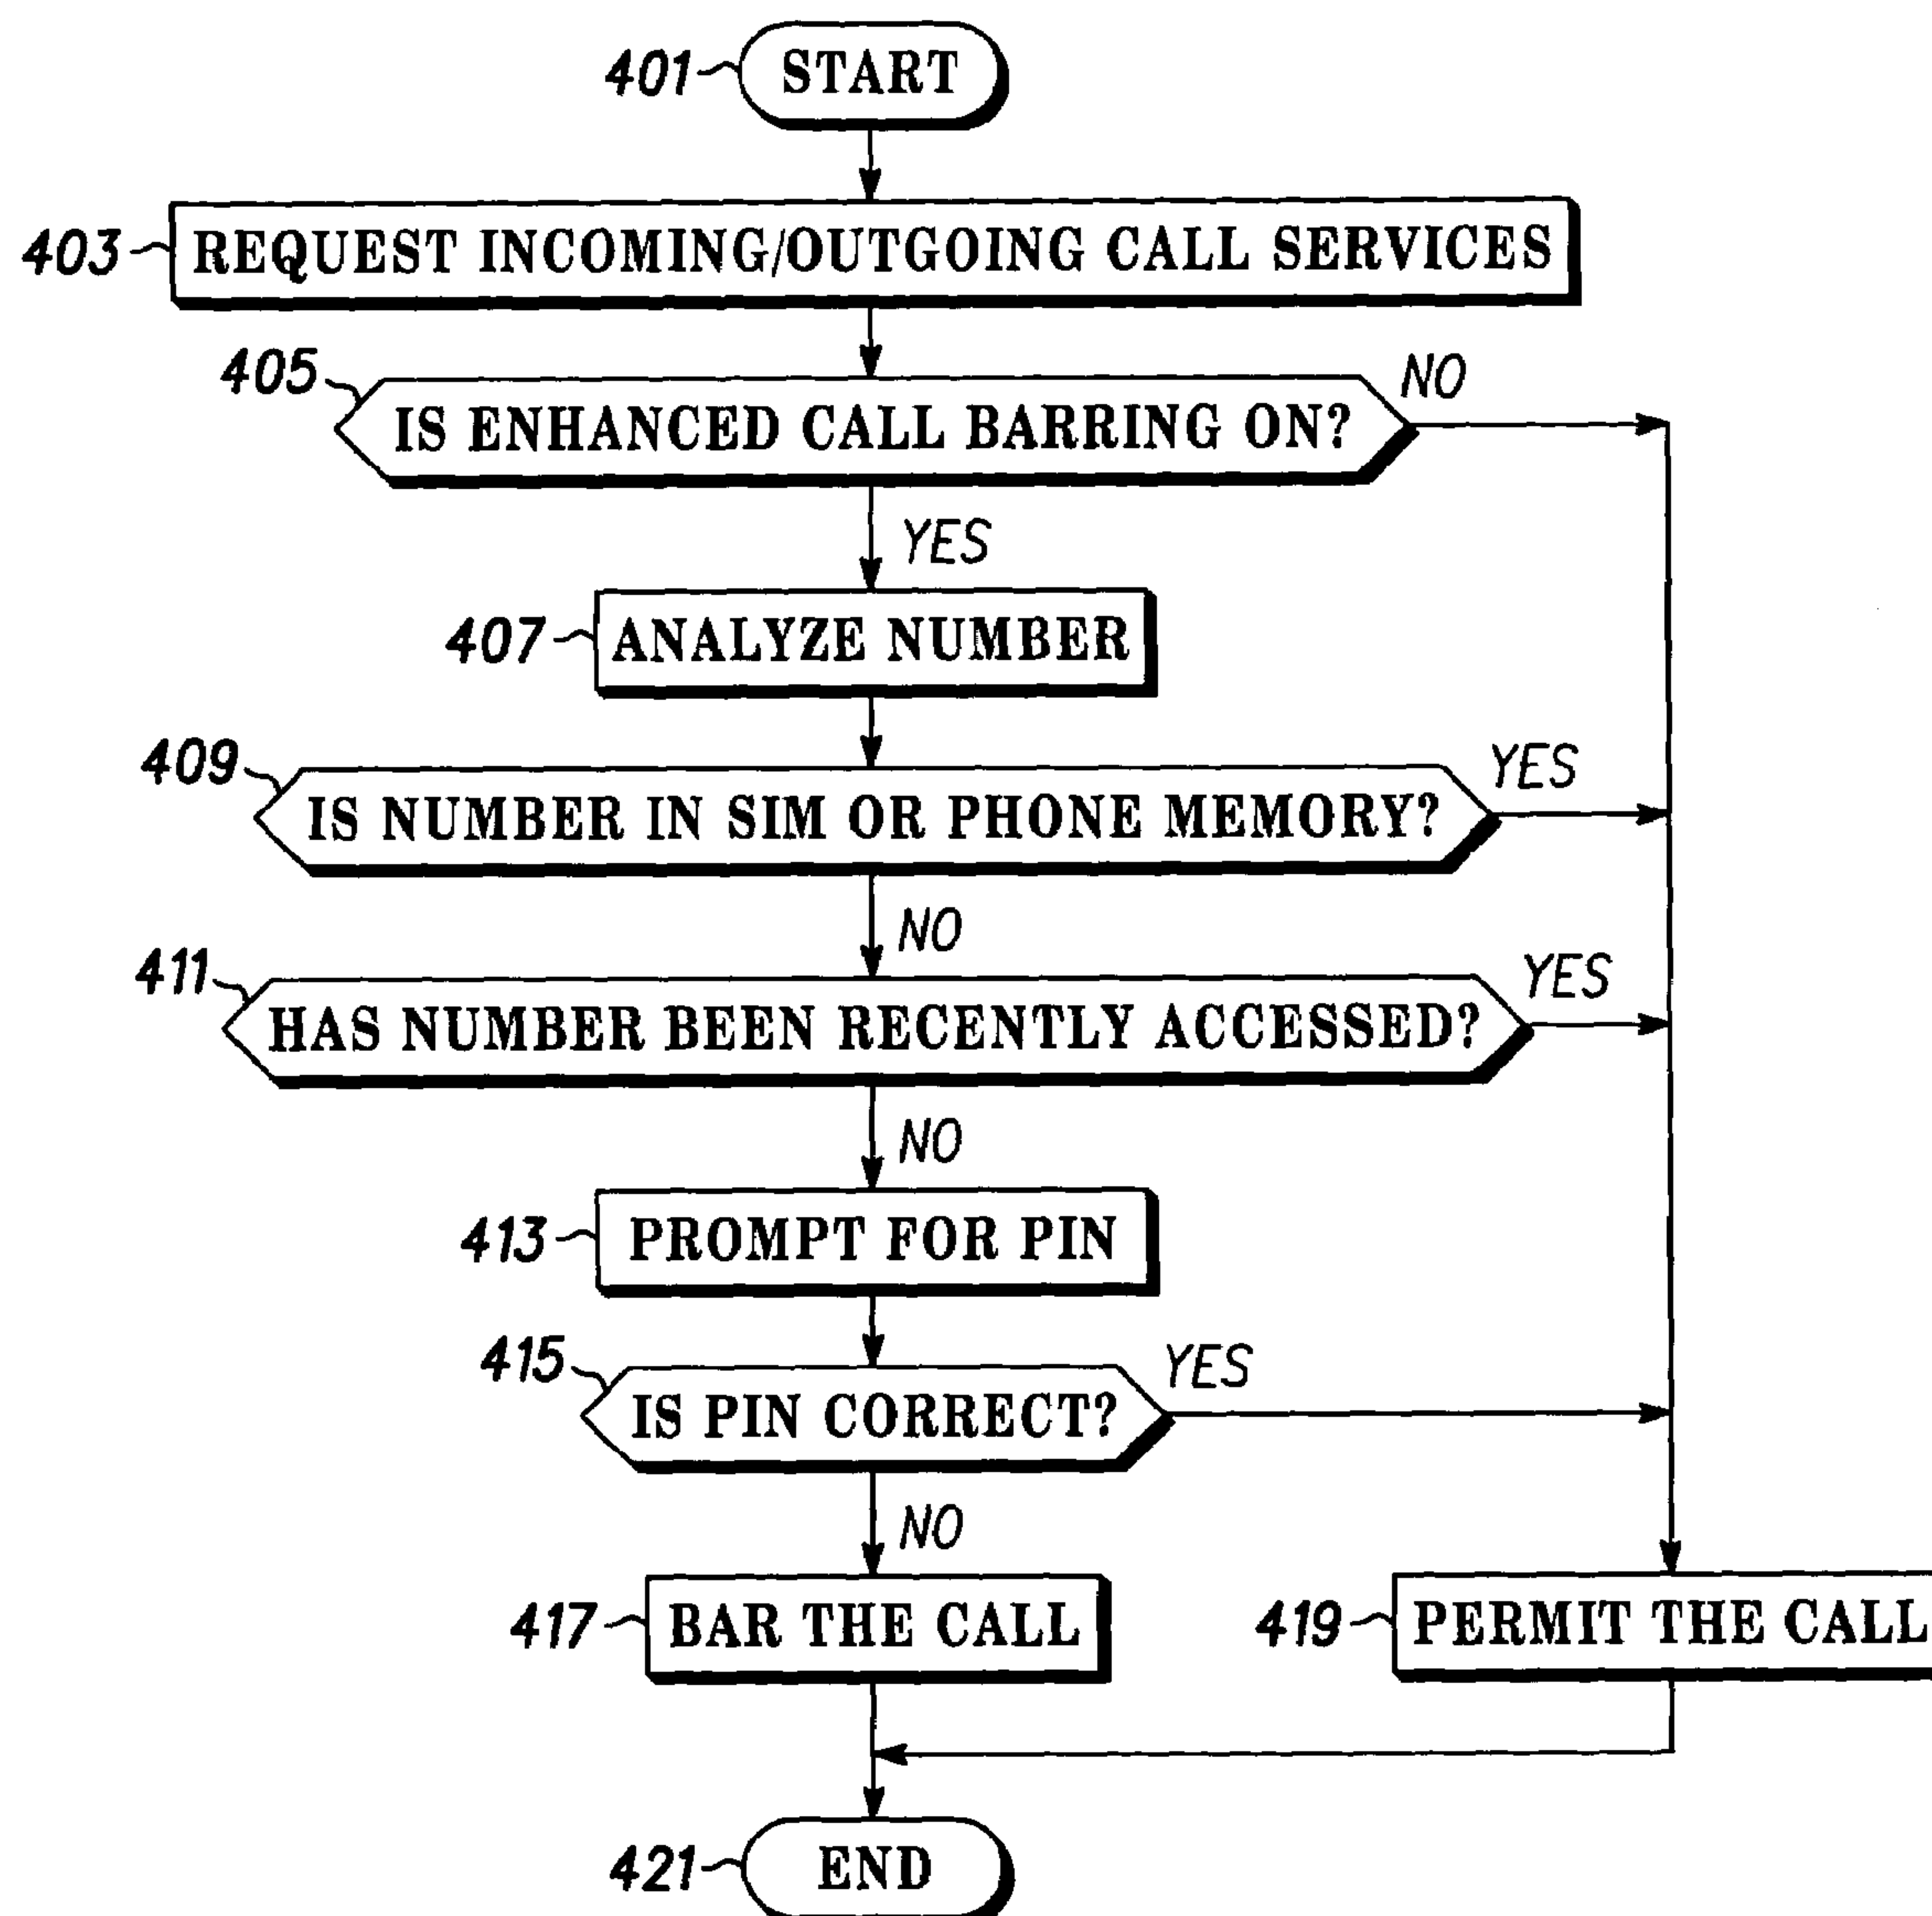 401 START
403 REQUEST INCOMING/OUTGOING CALL SERVICES
405 IS ENHANCED CALL BARRING ON? NO
YES
407 ANALYZE NUMBER
409 IS NUMBER IN SIM OR PHONE MEMORY? YES
NO
411 HAS NUMBER BEEN RECENTLY ACCESSED? YES
NO
413 PROMPT FOR PIN
415 IS PIN CORRECT? YES
NO
417 BAR THE CALL 419 PERMIT THE CALL
421 END